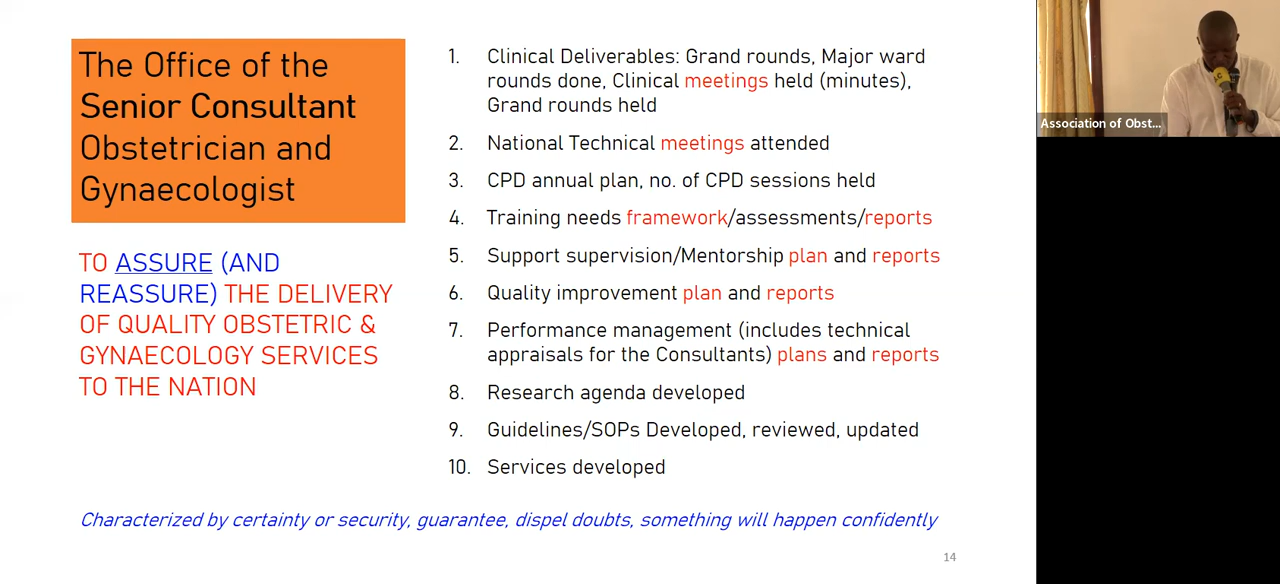 The Office of the
Senior Consultant
Obstetrician and
Gynaecologist
TO ASSURE (AND
REASSURE) THE DELIVERY
OF QUALITY OBSTETRIC &
GYNAECOLOGY SERVICES
TO THE NATION
1. Clinical Deliverables: Grand rounds, Major ward
rounds done, Clinical meetings held (minutes),
Grand rounds held
2. National Technical meetings attended
3. CPD annual plan, no. of CPD sessions held
4. Training needs framework/assessments/reports
5. Support supervision/Mentorship plan and reports
6. Quality improvement plan and reports
7. Performance management (includes technical
appraisals for the Consultants) plans and reports
8. Research agenda developed
9. Guidelines/SOPs Developed, reviewed, updated
10. Services developed
Characterized by certainty or security, guarantee, dispel doubts, something will happen confidently
14
Association of Obst...